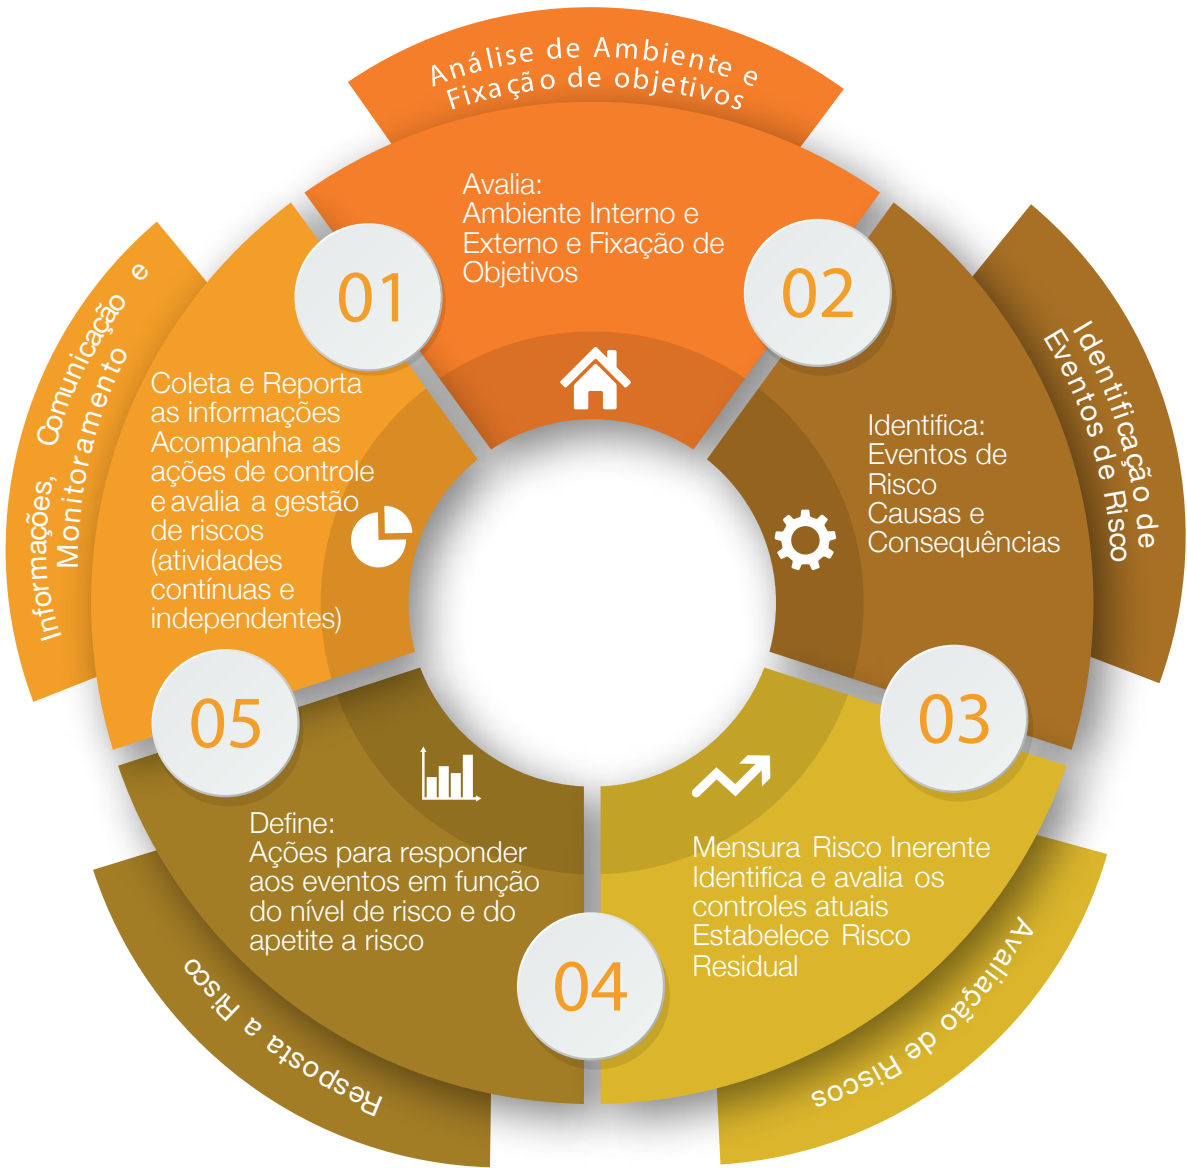 Análise de Ambiente e
Fixação de objetivos
Avalia:
Ambiente Interno e
Externo e Fixação de
Objetivos
01
02
Identificação de
Eventos de Risco
Identifica:
Eventos de
Risco
Causas e
Consequências
03
Avaliação de Riscos
Mensura Risco Inerente
Identifica e avalia os
controles atuais
Estabelece Risco
Residual
04
Resposta a Risco
Define:
Ações para responder
aos eventos em função
do nível de risco e do
apetite a risco
05
Informações, Comunicação e
Monitoramento
Coleta e Reporta
as informações
Acompanha as
ações de controle
e avalia a gestão
de riscos
(atividades
contínuas e
independentes)